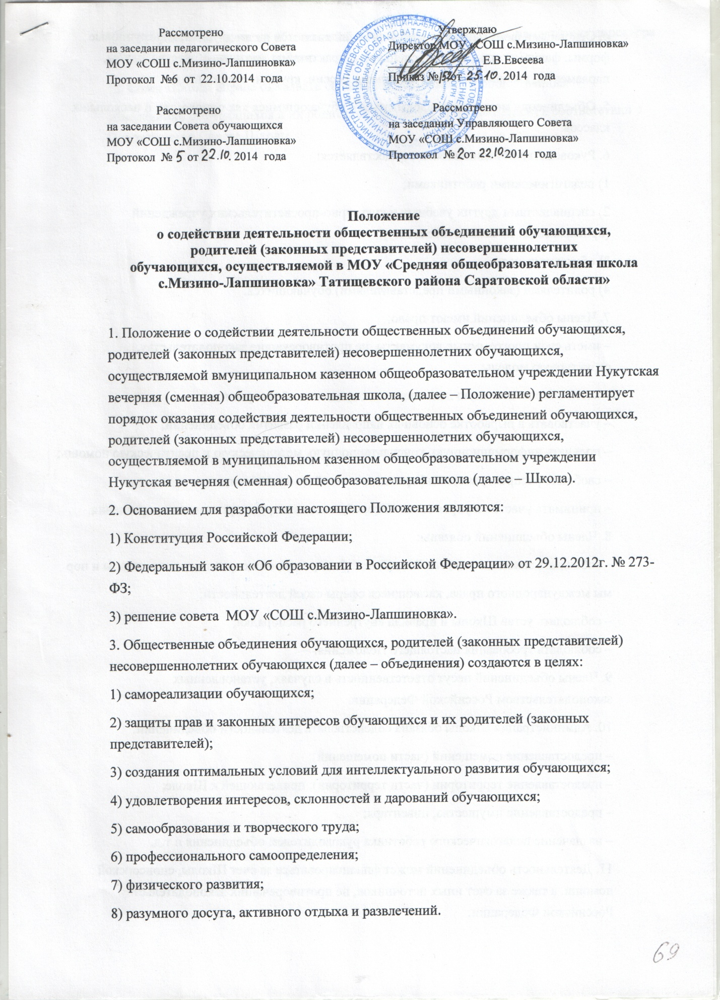 Рассмотрено
на заседании педагогического Совета
МОУ «СОШ с.Мизино-Лапшиновка»
Протокол №6 от 22.10.2014 года
Утверждаю
Директор МОУ «СОШ с.Мизино-Лапшиновка»
Е.В.Евсеева
Приказ № от 25.10. 2014 года
Рассмотрено
на заседании Совета обучающихся
МОУ «СОШ с.Мизино-Лапшиновка»
Протокол № 5 от 22.10. 2014 года
Рассмотрено
на заседании Управляющего Совета
МОУ «СОШ с.Мизино-Лапшиновка»
Протокол № 2 от 22.10.2014 года
Положение
о содействии деятельности общественных объединений обучающихся,
родителей (законных представителей) несовершеннолетних
обучающихся, осуществляемой в МОУ «Средняя общеобразовательная школа
с.Мизино-Лапшиновка» Татищевского района Саратовской области»
1. Положение о содействии деятельности общественных объединений обучающихся,
родителей (законных представителей) несовершеннолетних обучающихся,
осуществляемой вмуниципальном казенном общеобразовательном учреждении Нукутская
вечерняя (сменная) общеобразовательная школа, (далее – Положение) регламентирует
порядок оказания содействия деятельности общественных объединений обучающихся,
родителей (законных представителей) несовершеннолетних обучающихся,
осуществляемой в муниципальном казенном общеобразовательном учреждении
Нукутская вечерняя (сменная) общеобразовательная школа (далее – Школа).
2. Основанием для разработки настоящего Положения являются:
1) Конституция Российской Федерации;
2) Федеральный закон «Об образовании в Российской Федерации» от 29.12.2012г. № 273-
ФЗ;
3) решение совета МОУ «СОШ с.Мизино-Лапшиновка».
3. Общественные объединения обучающихся, родителей (законных представителей)
несовершеннолетних обучающихся (далее – объединения) создаются в целях:
1) самореализации обучающихся;
2) защиты прав и законных интересов обучающихся и их родителей (законных
представителей);
3) создания оптимальных условий для интеллектуального развития обучающихся;
4) удовлетворения интересов, склонностей и дарований обучающихся;
5) самообразования и творческого труда;
6) профессионального самоопределения;
7) физического развития;
8) разумного досуга, активного отдыха и развлечений.
69